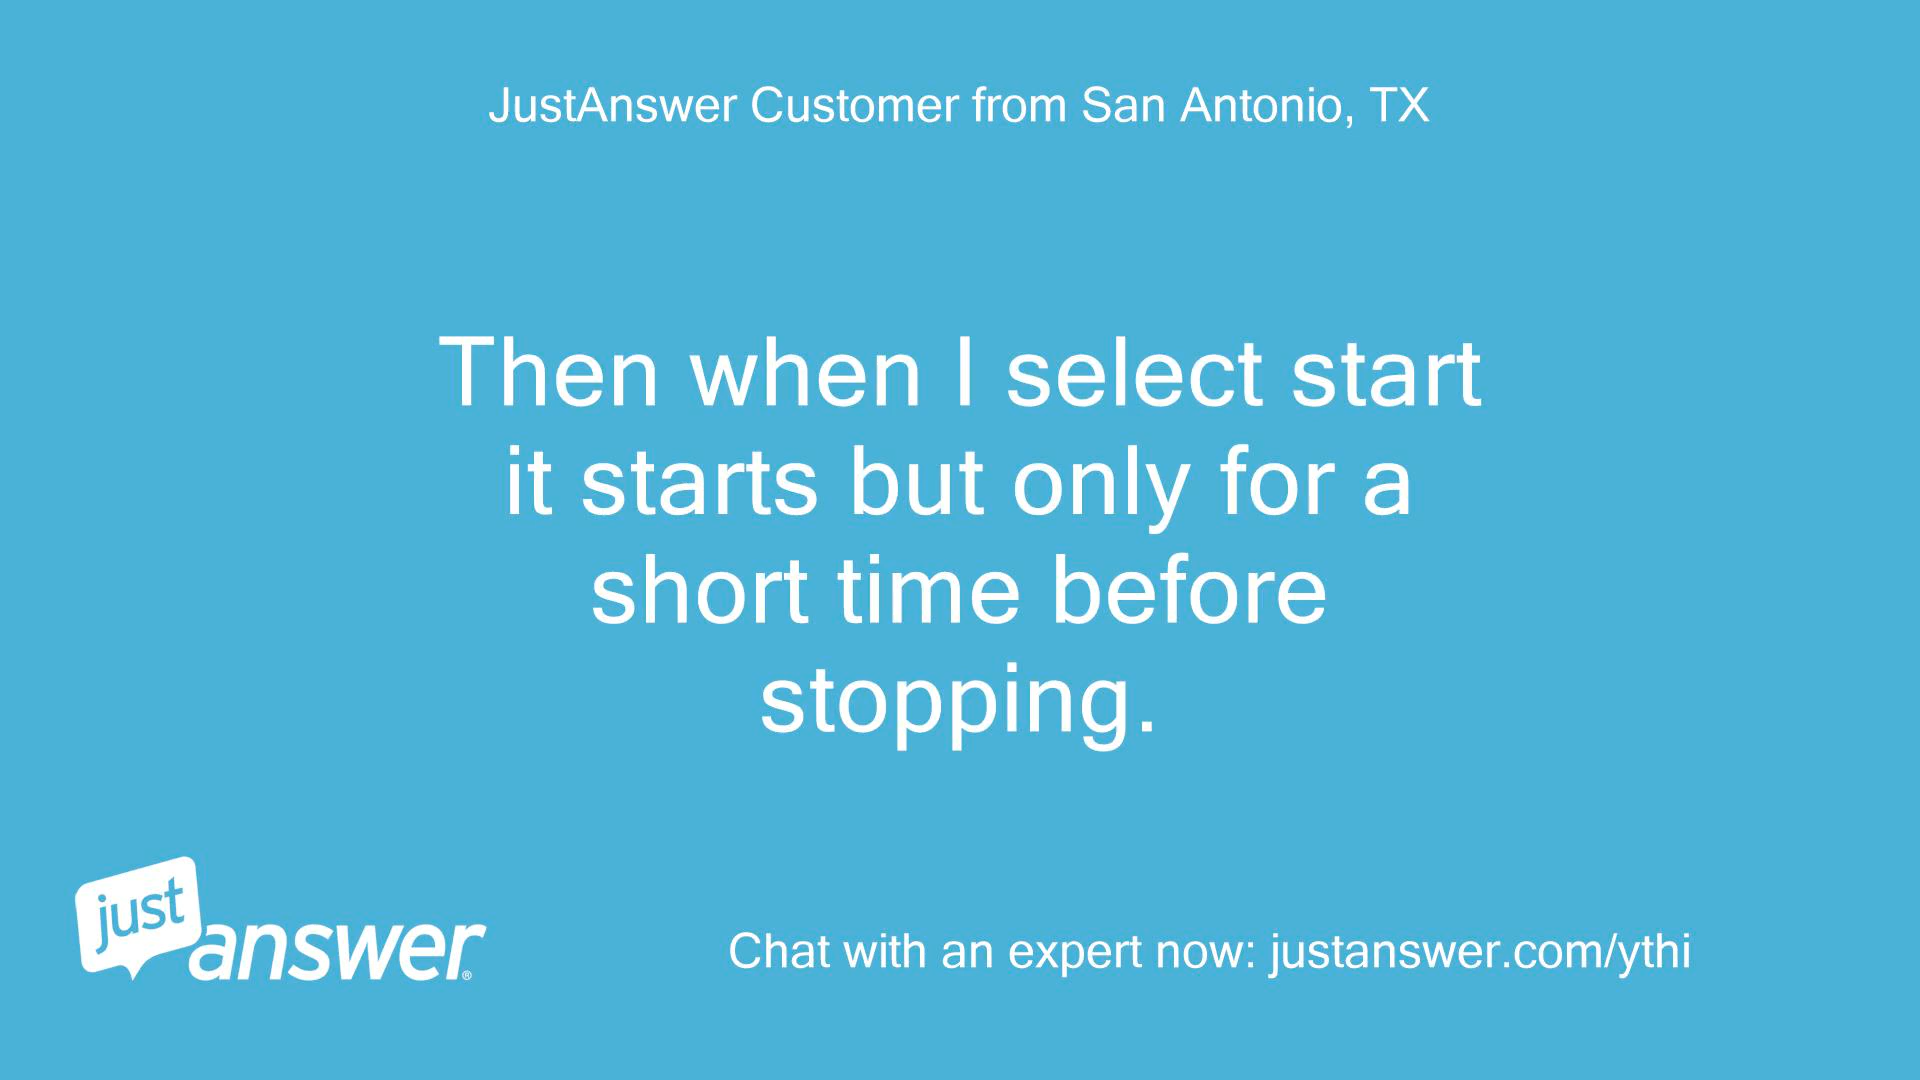 JustAnswer Customer from San Antonio, TX
Then when I select start
it starts but only for a
short time before
stopping.
just
answer®
Chat with an expert now: justanswer.com/ythi